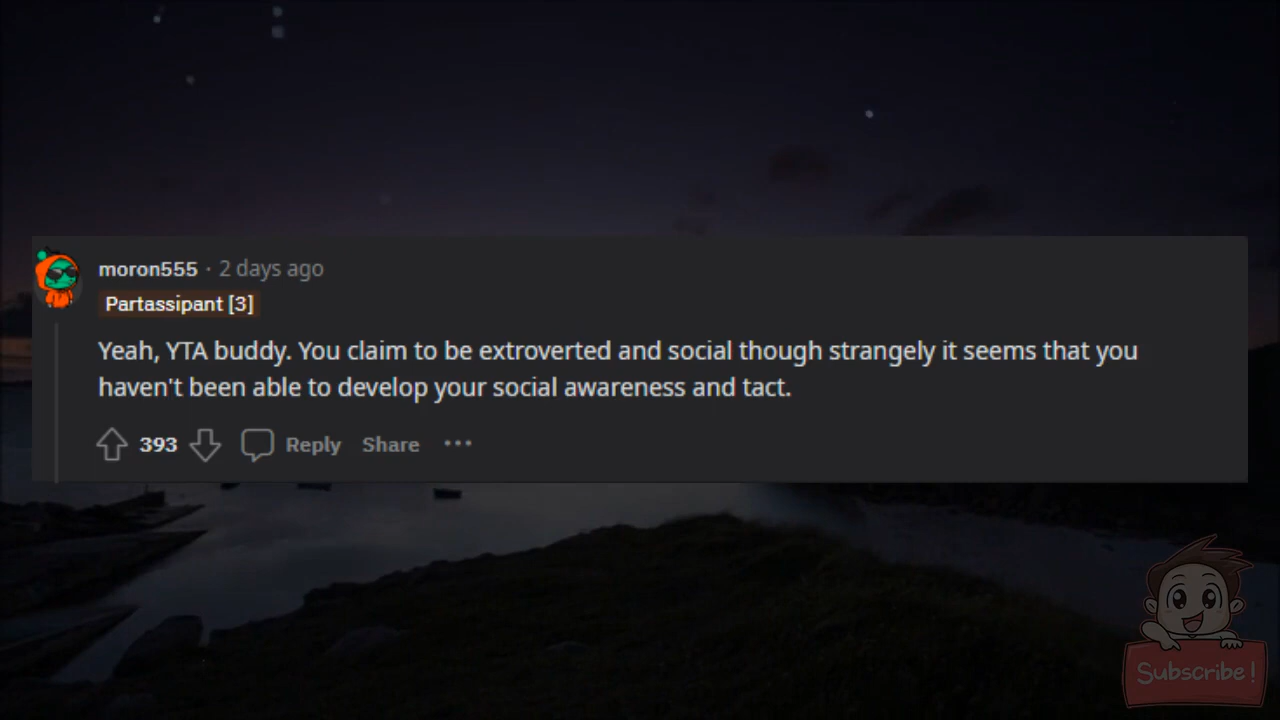 moron555 · 2 days ago
Partassipant [3]
Yeah, YTA buddy. You claim to be extroverted and social though strangely it seems that you
haven't been able to develop your social awareness and tact.
393 Reply Share ···
Subscribe!